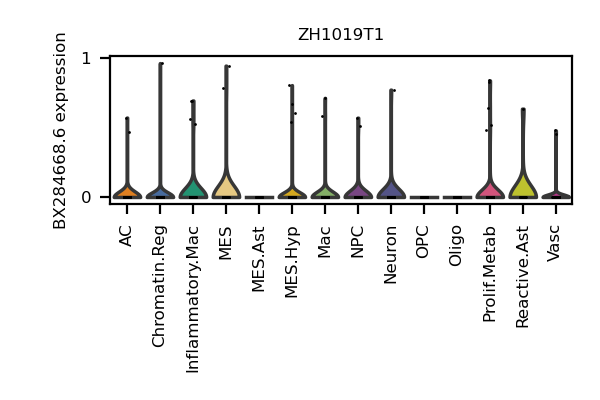 ZH1019T1
BX284668.6 expression
1
0
AC
Chromatin.Reg
Inflammatory.Mac
MES
MES.Ast
MES.Hyp
Mac
NPC
Neuron
OPC
Oligo
Prolif.Metab
Reactive.Ast
Vasc